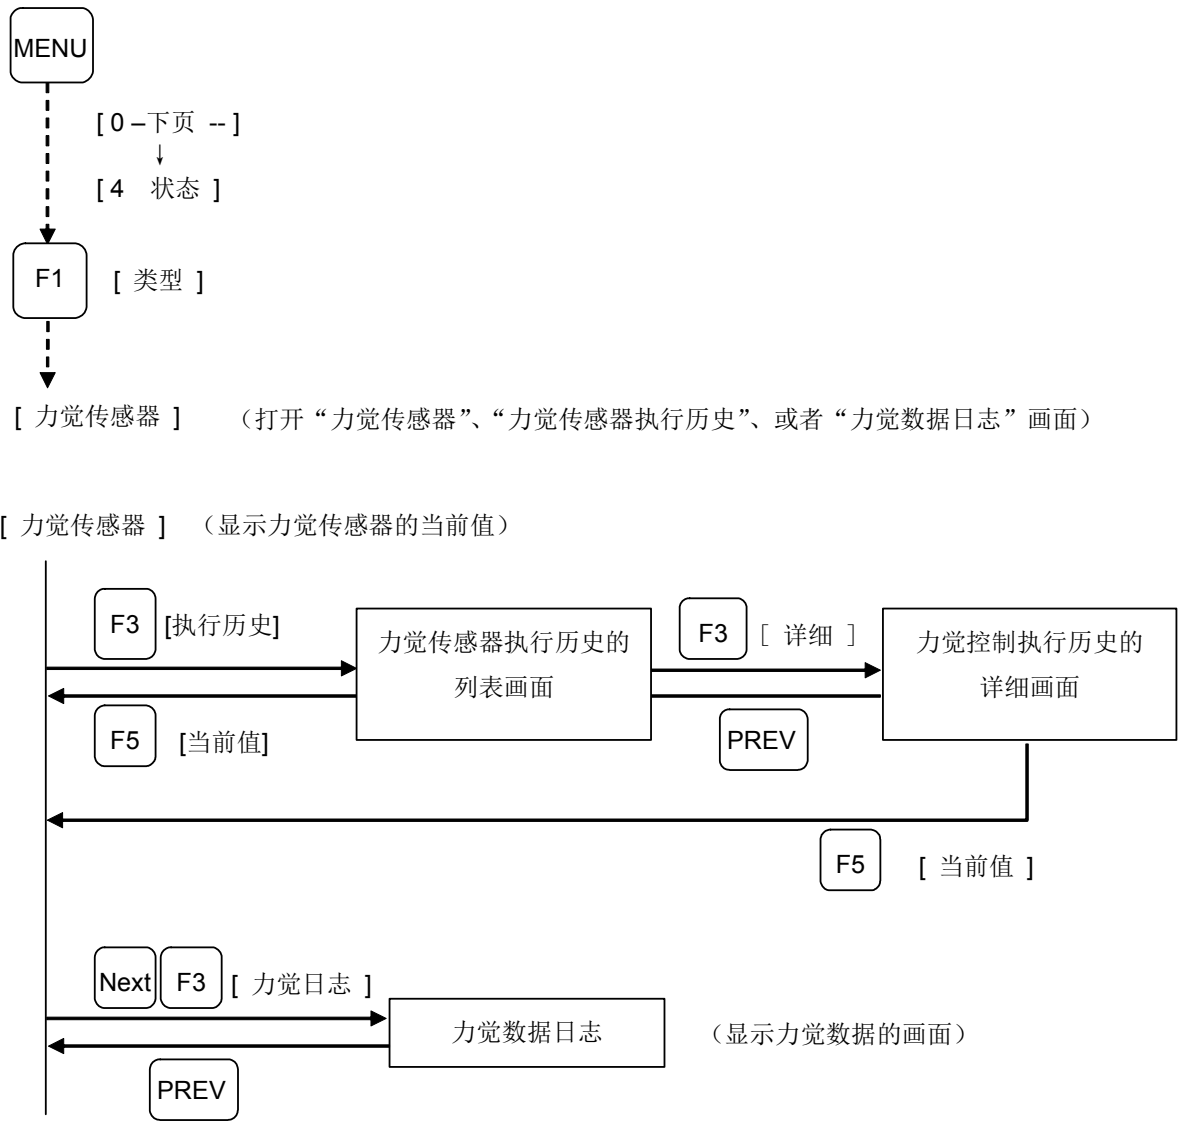 MENU
[ 0 –下页 -- ]
↓
[ 4 状态 ]
F1 [ 类型 ]
[ 力觉传感器 ] （打开“力觉传感器”、“力觉传感器执行历史”、或者“力觉数据日志”画面）
[ 力觉传感器 ] （显示力觉传感器的当前值）
F3 [执行历史]
力觉传感器执行历史的
列表画面
F3 [ 详细 ]
力觉控制执行历史的
详细画面
F5 [当前值]
PREV
F5 [ 当前值 ]
Next F3 [ 力觉日志 ]
力觉数据日志 （显示力觉数据的画面）
PREV